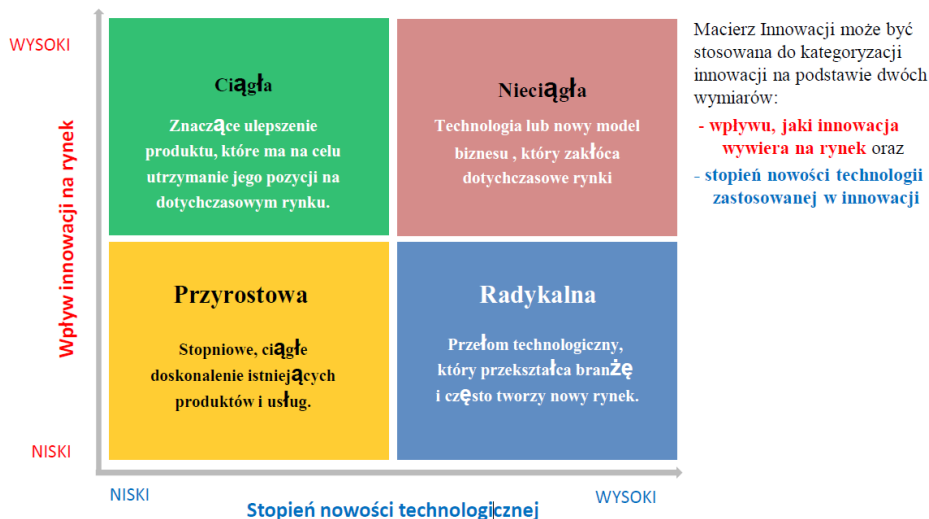 WYSOKI
Wpływ innowacji na rynek
NISKI
Ciągła
Znaczące ulepszenie
produktu, które ma na celu
utrzymanie jego pozycji na
dotychczasowym rynku.
Nieciągła
Technologia lub nowy model
biznesu , który zakłóca
dotychczasowe rynki
Przyrostowa
Stopniowe, ciągłe
doskonalenie istniejących
produktów i usług.
Radykalna
Przełom technologiczny,
który przekształca branżę
i często tworzy nowy rynek.
NISKI
Stopień nowości technologicznej
WYSOKI
Macierz Innowacji może być
stosowana do kategoryzacji
innowacji na podstawie dwóch
wymiarów:
- wpływu, jaki innowacja
wywiera na rynek oraz
- stopień nowości technologii
zastosowanej w innowacji